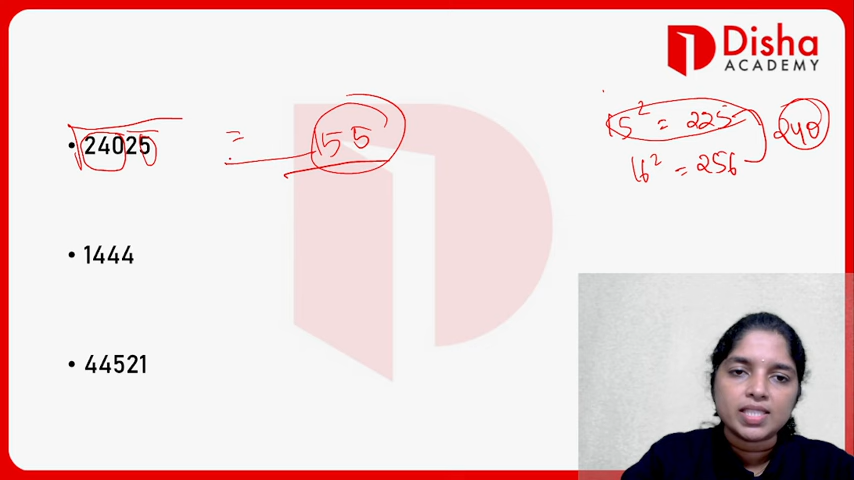 Disha
ACADEMY
• √24025 = 155
15² = 225
240
16² = 256
• 1444
• 44521